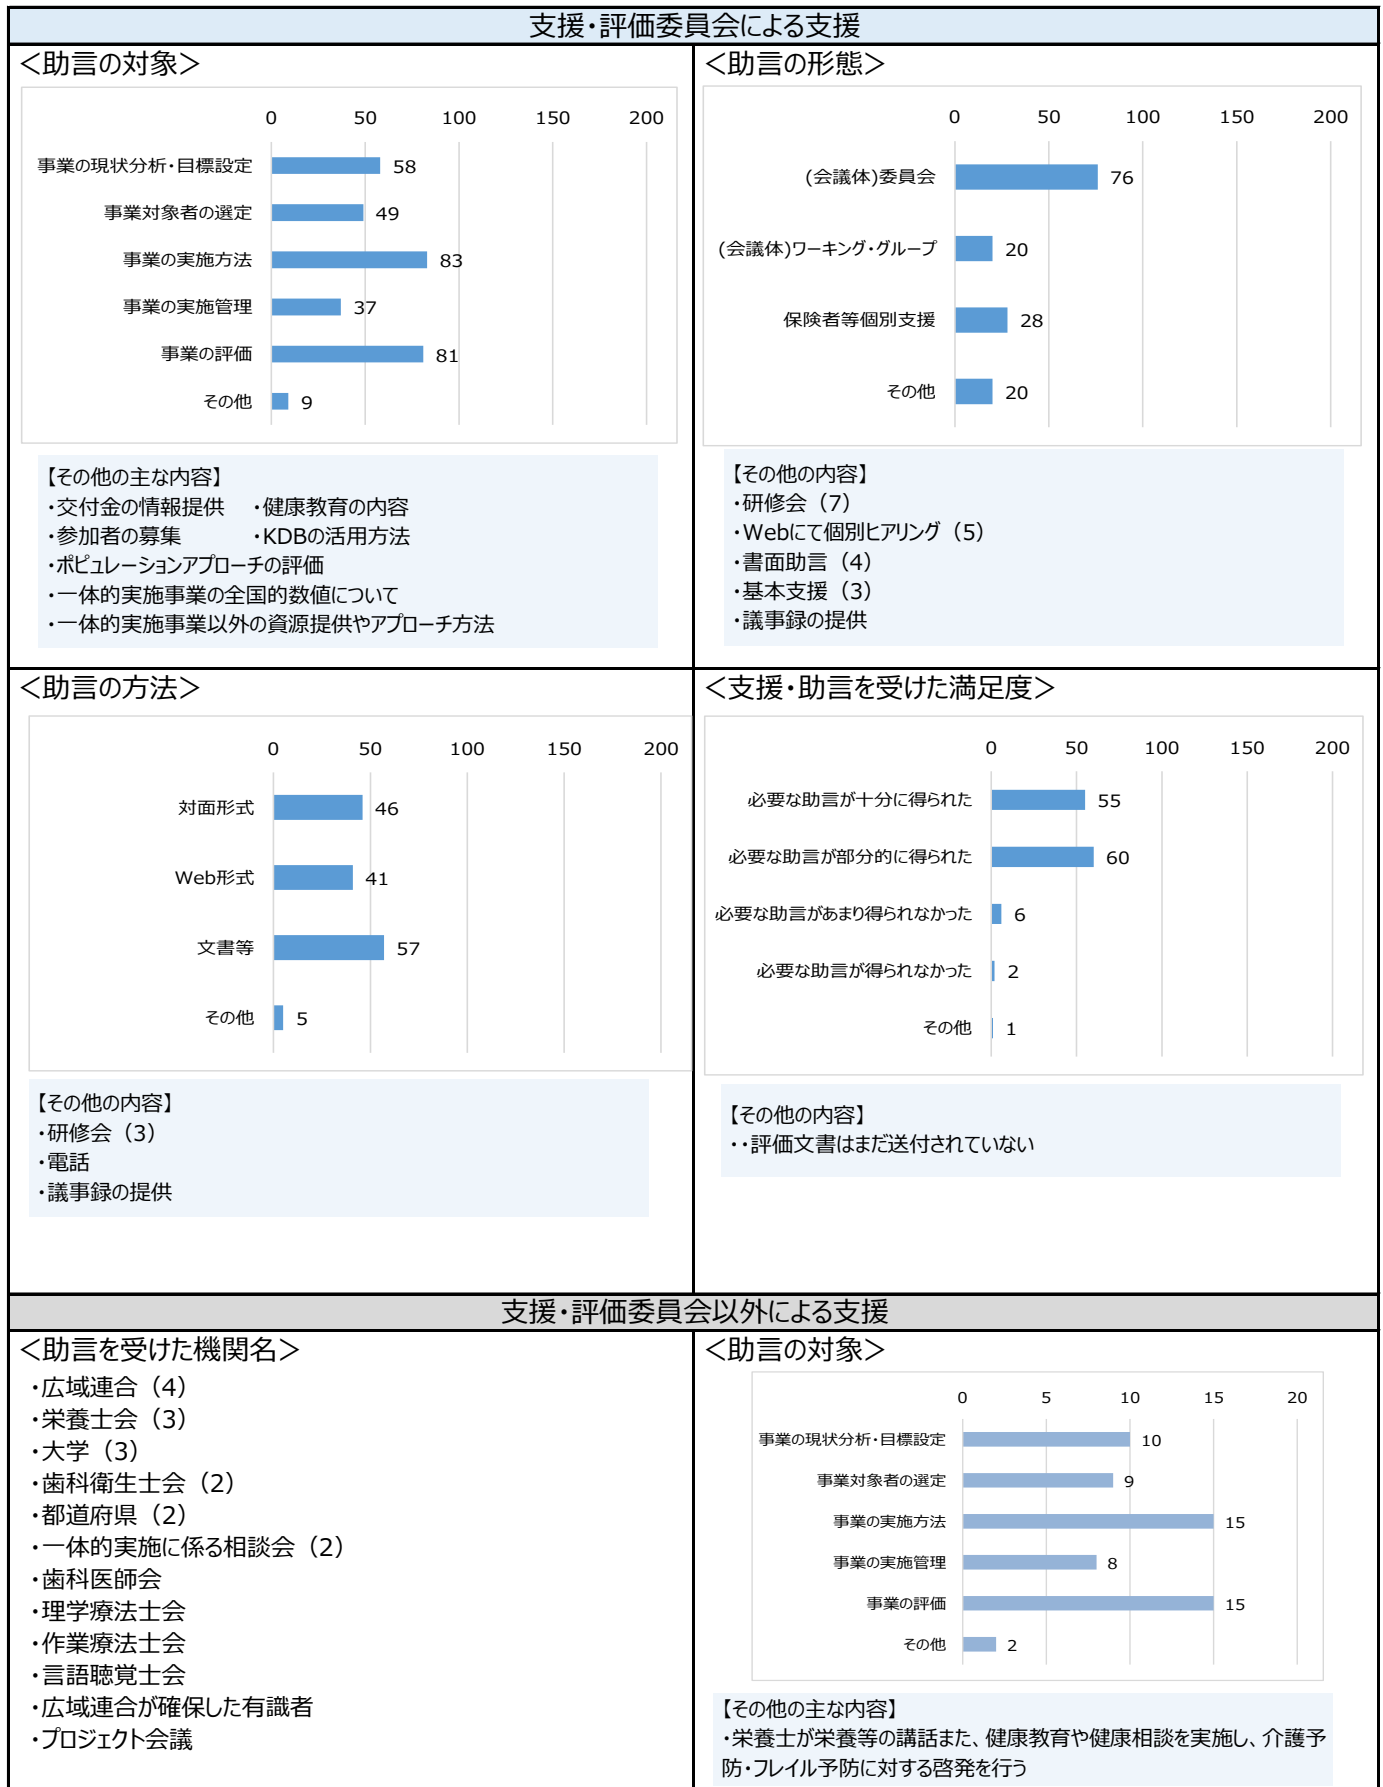 支援・評価委員会による支援
＜助言の対象＞
0 50 100 150 200
事業の現状分析・目標設定 58
事業対象者の選定 49
事業の実施方法 83
事業の実施管理 37
事業の評価 81
その他 9
【その他の主な内容】
・交付金の情報提供 ・健康教育の内容
・参加者の募集 ・KDBの活用方法
・ポピュレーションアプローチの評価
・一体的実施事業の全国的数値について
・一体的実施事業以外の資源提供やアプローチ方法
＜助言の形態＞
0 50 100 150 200
(会議体)委員会 76
(会議体)ワーキング・グループ 20
保険者等個別支援 28
その他 20
【その他の内容】
・研修会（7）
・Webにて個別ヒアリング（5）
・書面助言（4）
・基本支援（3）
・議事録の提供
＜助言の方法＞
0 50 100 150 200
対面形式 46
Web形式 41
文書等 57
その他 5
【その他の内容】
・研修会（3）
・電話
・議事録の提供
＜支援・助言を受けた満足度＞
0 50 100 150 200
必要な助言が十分に得られた 55
必要な助言が部分的に得られた 60
必要な助言があまり得られなかった 6
必要な助言が得られなかった 2
その他 1
【その他の内容】
・・評価文書はまだ送付されていない
支援・評価委員会以外による支援
＜助言を受けた機関名＞
・広域連合（4）
・栄養士会（3）
・大学（3）
・歯科衛生士会（2）
・都道府県（2）
・一体的実施に係る相談会（2）
・歯科医師会
・理学療法士会
・作業療法士会
・言語聴覚士会
・広域連合が確保した有識者
・プロジェクト会議
＜助言の対象＞
0 5 10 15 20
事業の現状分析・目標設定 10
事業対象者の選定 9
事業の実施方法 15
事業の実施管理 8
事業の評価 15
その他 2
【その他の主な内容】
・栄養士が栄養等の講話また、健康教育や健康相談を実施し、介護予
防・フレイル予防に対する啓発を行う